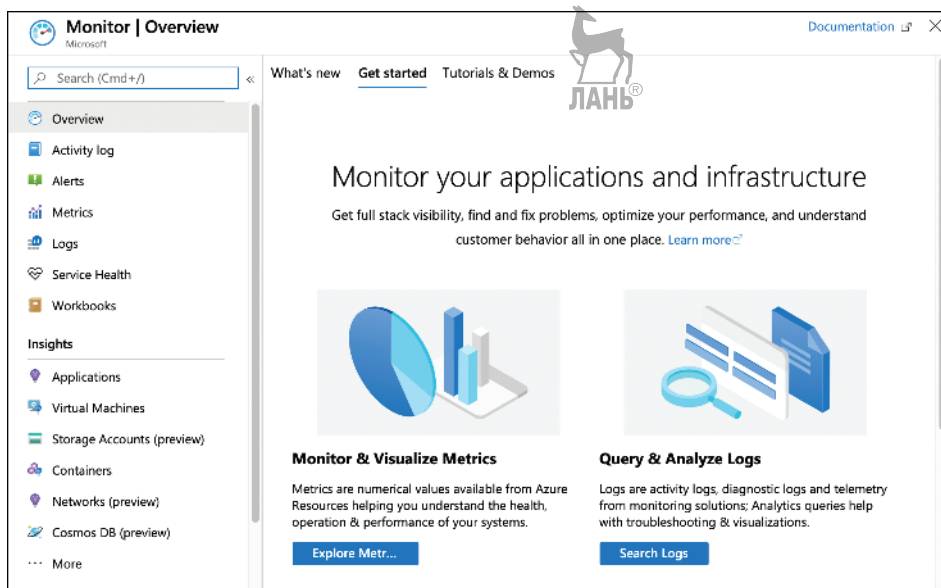 Monitor | Overview
Microsoft
Documentation
Search (Cmd+/)
«
What's new Get started Tutorials & Demos
ЛАНЬ®
Overview
Activity log
Alerts
Metrics
Logs
Service Health
Workbooks
Insights
Applications
Virtual Machines
Storage Accounts (preview)
Containers
Networks (preview)
Cosmos DB (preview)
More
Monitor your applications and infrastructure
Get full stack visibility, find and fix problems, optimize your performance, and understand
customer behavior all in one place. Learn more
Monitor & Visualize Metrics
Metrics are numerical values available from Azure
Resources helping you understand the health,
operation & performance of your systems.
Explore Metr...
Query & Analyze Logs
Logs are activity logs, diagnostic logs and telemetry
from monitoring solutions; Analytics queries help
with troubleshooting & visualizations.
Search Logs